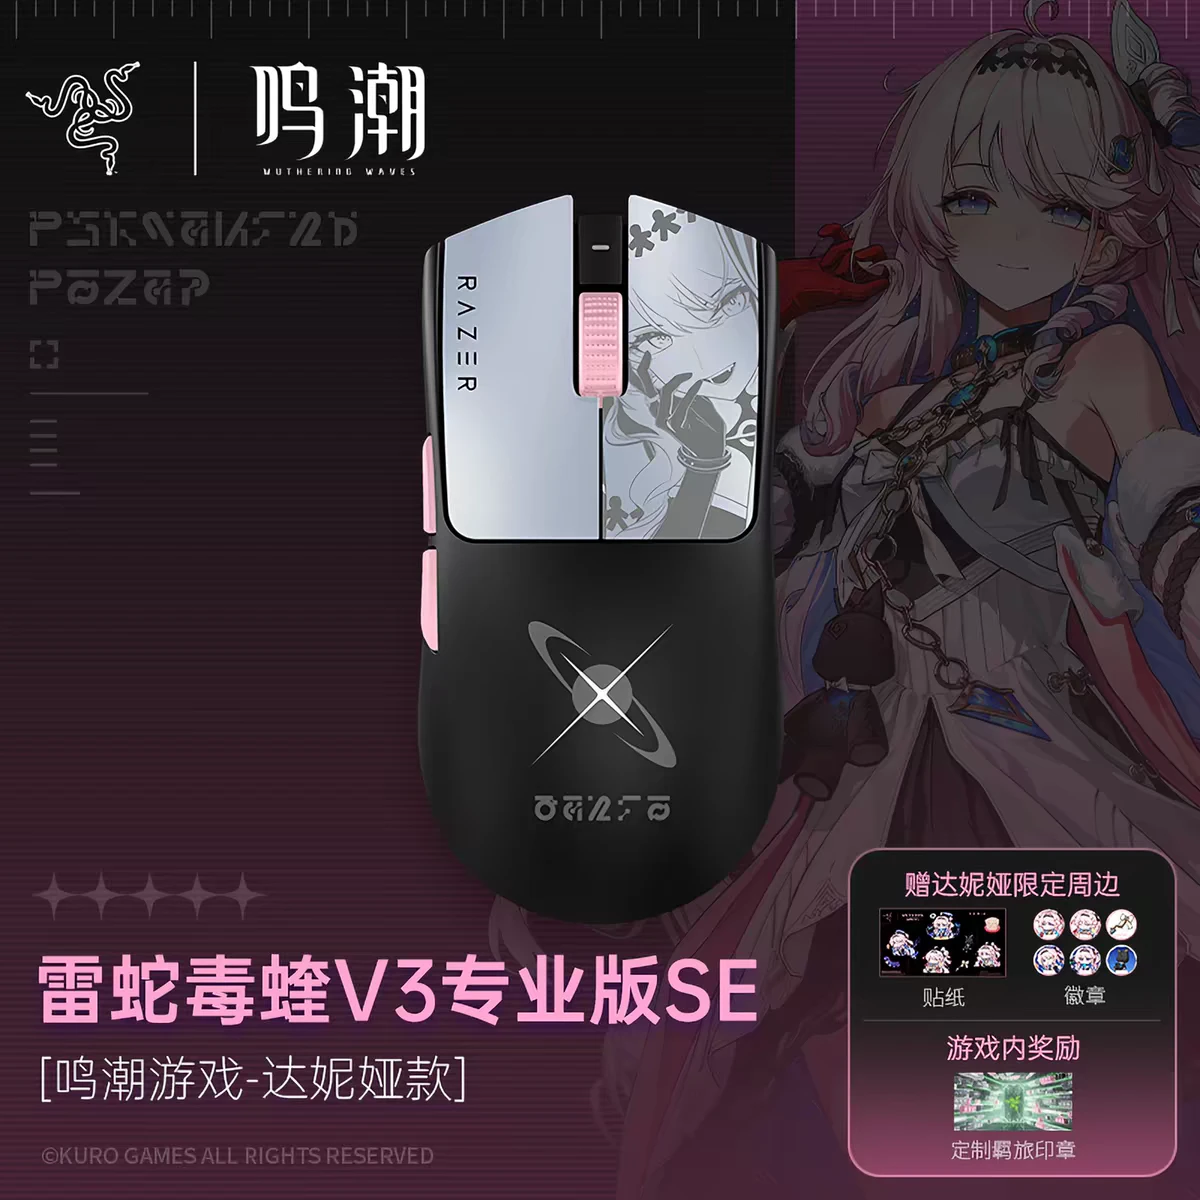 鸣潮
WUTHERING WAVES
RAZER
赠达妮娅限定周边
贴纸
徽章
游戏内奖励
定制羁旅印章
雷蛇毒蝰V3专业版SE
[鸣潮游戏-达妮娅款]
©KURO GAMES ALL RIGHTS RESERVED